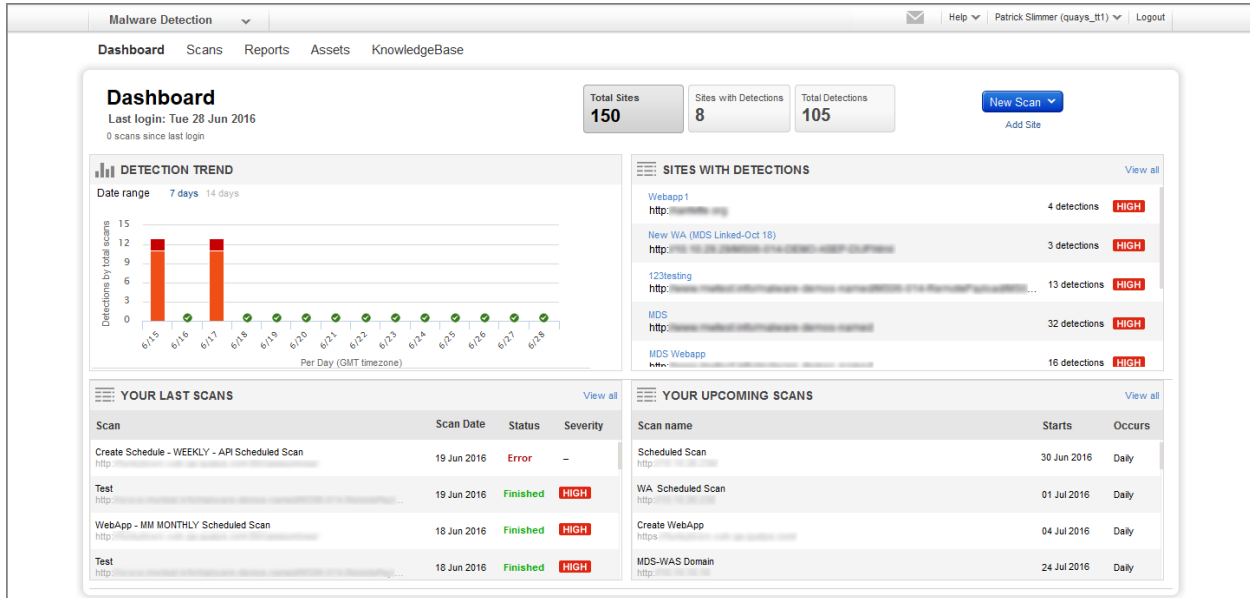 Malware Detection
Help Patrick Slimmer (quays_tt1) Logout
Dashboard Scans Reports Assets KnowledgeBase
Dashboard
Last login: Tue 28 Jun 2016
0 scans since last login
Total Sites
150
Sites with Detections
8
Total Detections
105
New Scan
Add Site
DETECTION TREND
Date range 7 days 14 days
Detections by total scans
15
12
9
6
3
0
6/15 6/16 6/17 6/18 6/19 6/20 6/21 6/22 6/23 6/24 6/25 6/26 6/27 6/28
Per Day (GMT timezone)
SITES WITH DETECTIONS View all
Webapp1
http: 4 detections HIGH
New WA (MDS Linked-Oct 18)
http: 3 detections HIGH
123testing
http: ... 13 detections HIGH
MDS
http: 32 detections HIGH
MDS Webapp
http: 16 detections HIGH
YOUR LAST SCANS View all
Scan Scan Date Status Severity
Create Schedule - WEEKLY - API Scheduled Scan
http: 19 Jun 2016 Error –
Test
http: ... 19 Jun 2016 Finished HIGH
WebApp - MM MONTHLY Scheduled Scan
http: 18 Jun 2016 Finished HIGH
Test
http: ... 18 Jun 2016 Finished HIGH
YOUR UPCOMING SCANS View all
Scan name Starts Occurs
Scheduled Scan
http: 30 Jun 2016 Daily
WA Scheduled Scan
http: 01 Jul 2016 Daily
Create WebApp
https: 04 Jul 2016 Daily
MDS-WAS Domain
http: 24 Jul 2016 Daily